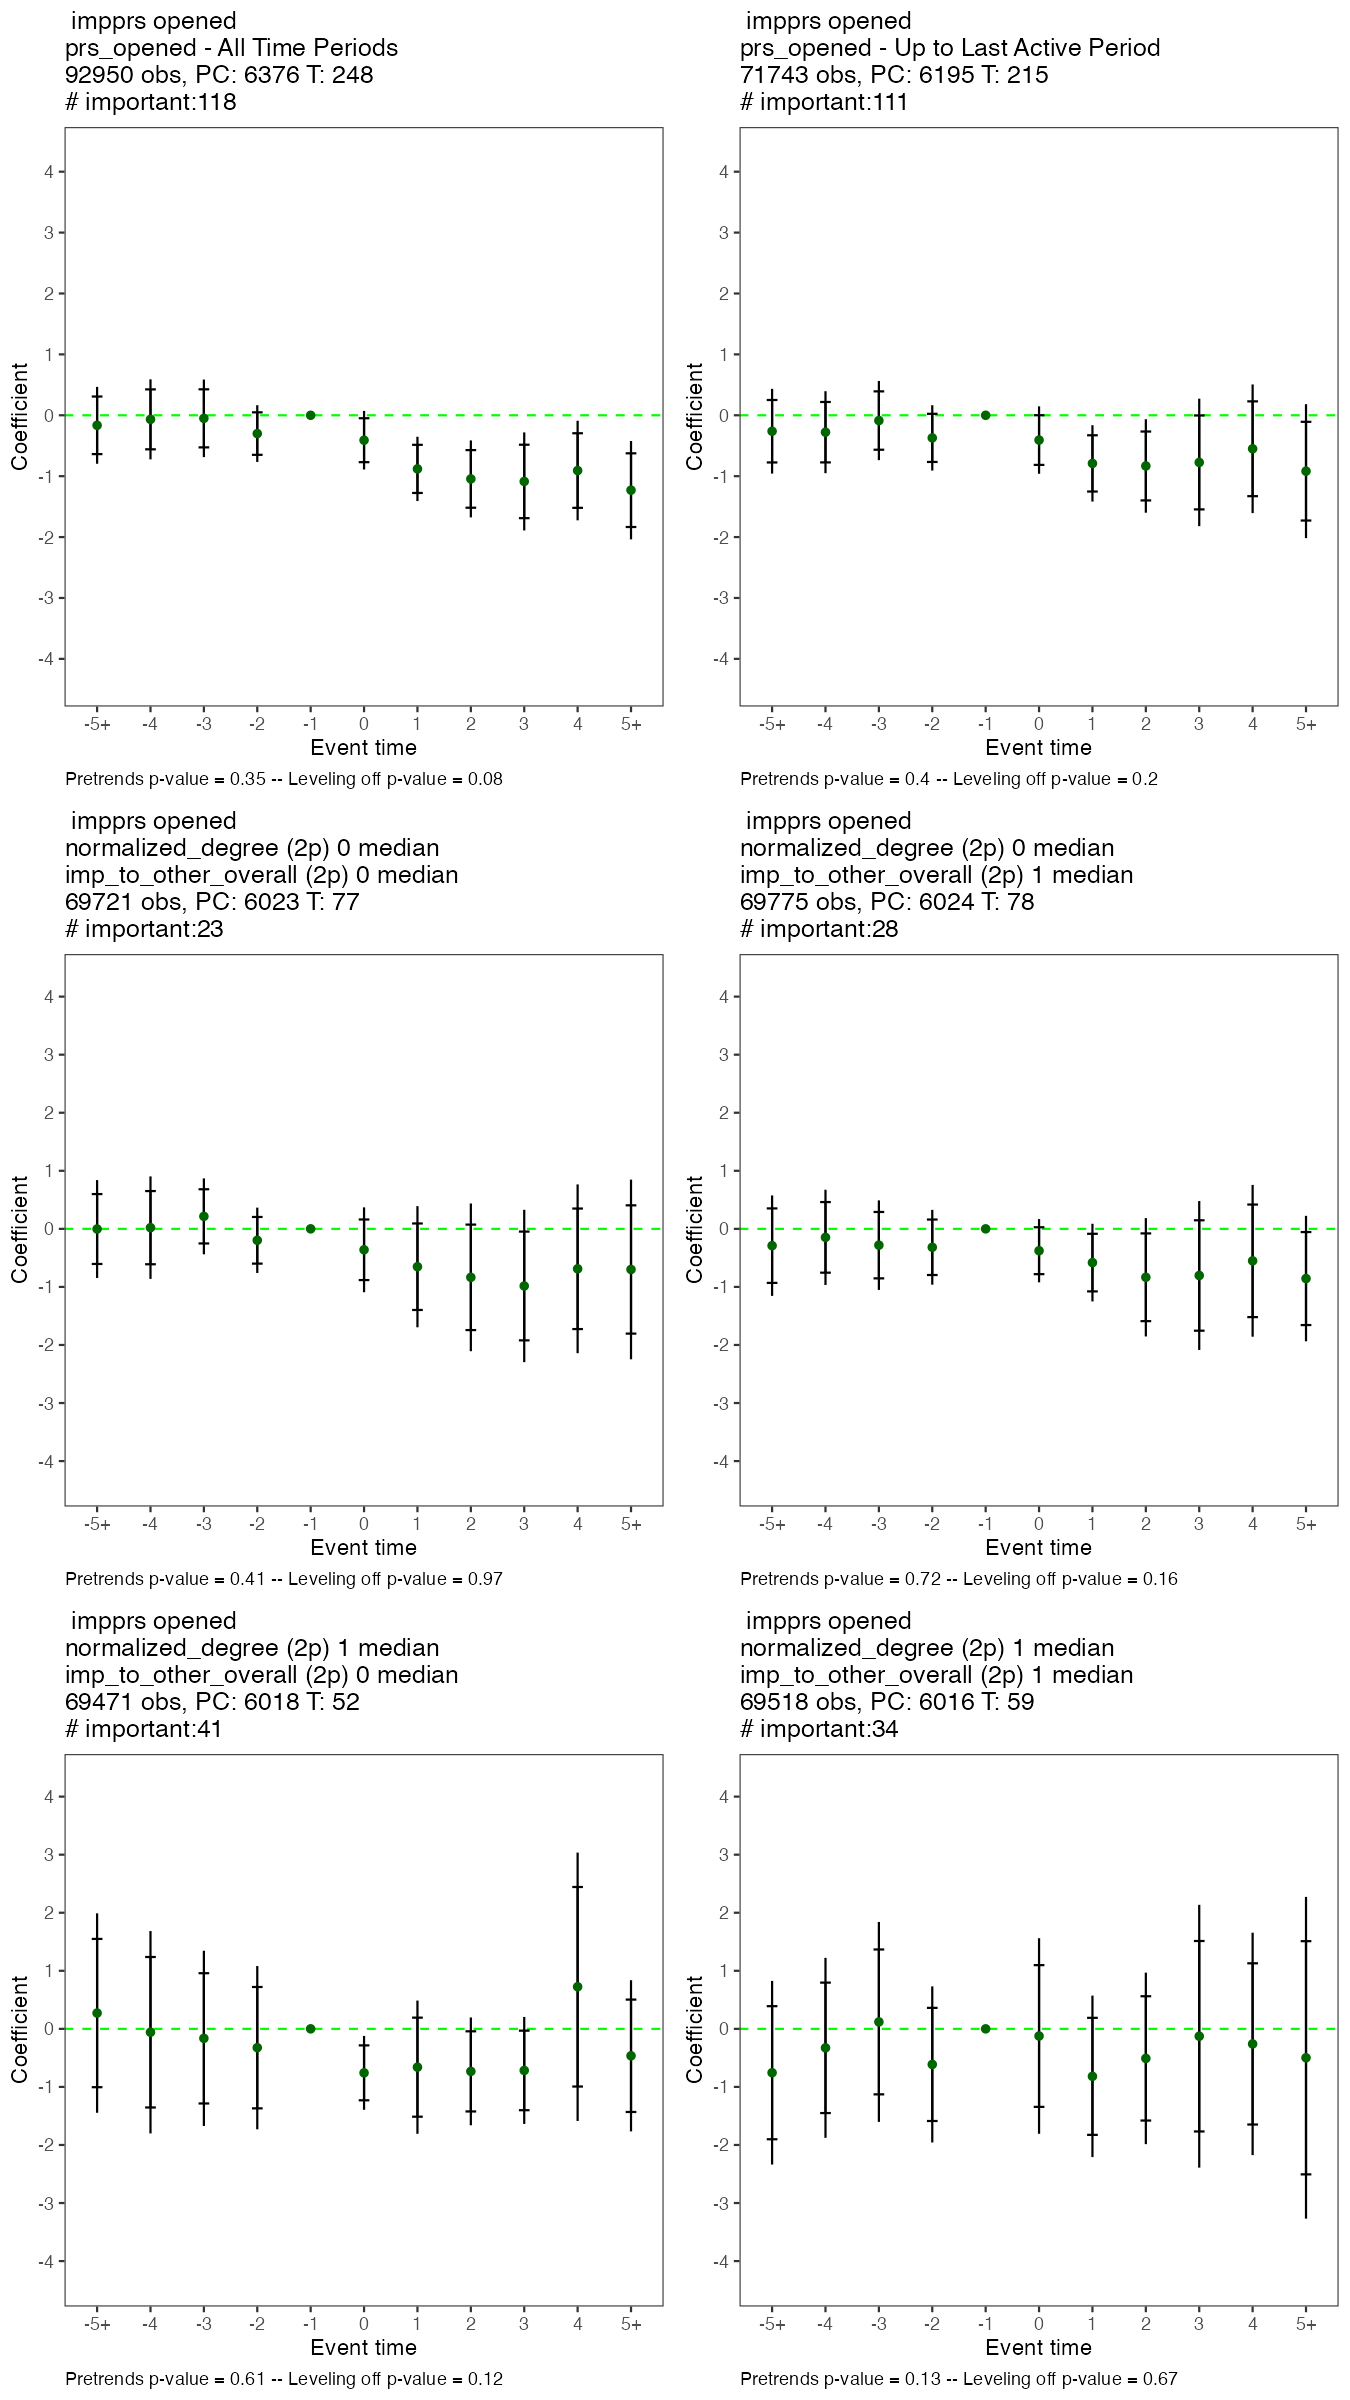 impprs opened
prs_opened - All Time Periods
92950 obs, PC: 6376 T: 248
# important:118
4
3
2
1
0
-1
-2
-3
-4
Coefficient
-5+ -4 -3 -2 -1 0 1 2 3 4 5+
Event time
Pretrends p-value = 0.35 -- Leveling off p-value = 0.08
impprs opened
prs_opened - Up to Last Active Period
71743 obs, PC: 6195 T: 215
# important:111
4
3
2
1
0
-1
-2
-3
-4
Coefficient
-5+ -4 -3 -2 -1 0 1 2 3 4 5+
Event time
Pretrends p-value = 0.4 -- Leveling off p-value = 0.2
impprs opened
normalized_degree (2p) 0 median
imp_to_other_overall (2p) 0 median
69721 obs, PC: 6023 T: 77
# important:23
4
3
2
1
0
-1
-2
-3
-4
Coefficient
-5+ -4 -3 -2 -1 0 1 2 3 4 5+
Event time
Pretrends p-value = 0.41 -- Leveling off p-value = 0.97
impprs opened
normalized_degree (2p) 0 median
imp_to_other_overall (2p) 1 median
69775 obs, PC: 6024 T: 78
# important:28
4
3
2
1
0
-1
-2
-3
-4
Coefficient
-5+ -4 -3 -2 -1 0 1 2 3 4 5+
Event time
Pretrends p-value = 0.72 -- Leveling off p-value = 0.16
impprs opened
normalized_degree (2p) 1 median
imp_to_other_overall (2p) 0 median
69471 obs, PC: 6018 T: 52
# important:41
4
3
2
1
0
-1
-2
-3
-4
Coefficient
-5+ -4 -3 -2 -1 0 1 2 3 4 5+
Event time
Pretrends p-value = 0.61 -- Leveling off p-value = 0.12
impprs opened
normalized_degree (2p) 1 median
imp_to_other_overall (2p) 1 median
69518 obs, PC: 6016 T: 59
# important:34
4
3
2
1
0
-1
-2
-3
-4
Coefficient
-5+ -4 -3 -2 -1 0 1 2 3 4 5+
Event time
Pretrends p-value = 0.13 -- Leveling off p-value = 0.67